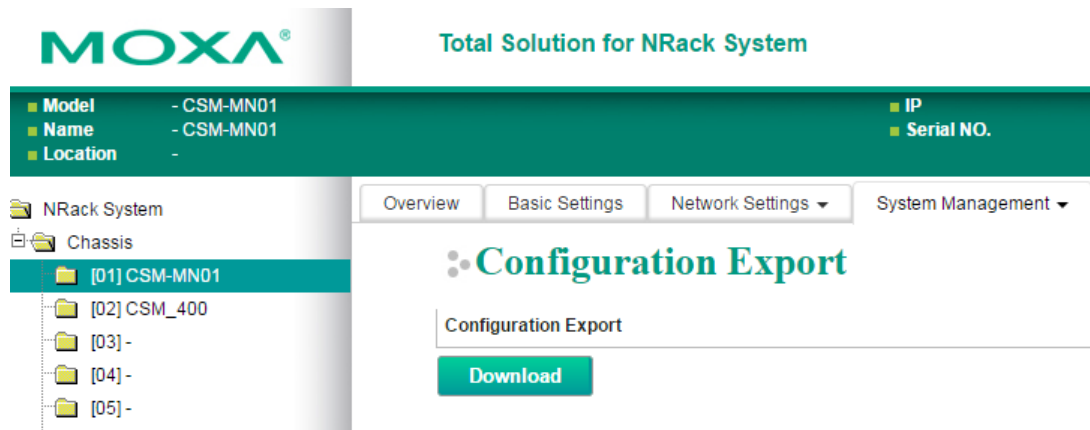 MOXA®
Total Solution for NRack System
Model - CSM-MN01
IP
Name - CSM-MN01
Serial NO.
Location -
NRack System
Overview
Basic Settings
Network Settings
System Management
Chassis
[01] CSM-MN01
[02] CSM_400
[03] -
[04] -
[05] -
Configuration Export
Configuration Export
Download